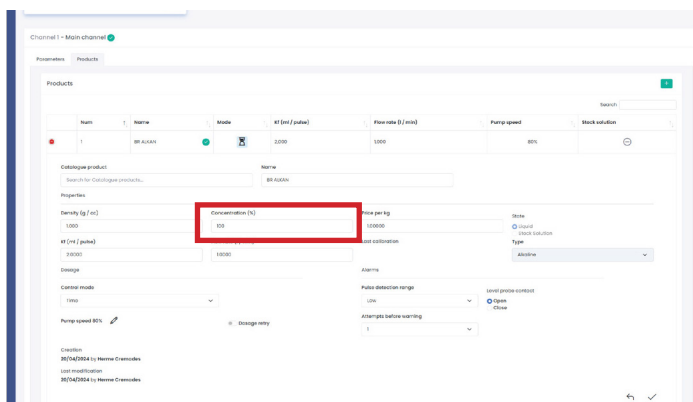 Channel 1 - Main channel
Parameters Products
Products
+
Search
Num Name Mode Kf (ml / pulse) Flow rate (l / min) Pump speed Stock solution
1 BR ALKAN 2,000 1,000 80%
Catalogue product Name
Search for Catalogue products... BR ALKAN
Properties
Density (g / cc) Concentration (%) Price per kg State
1.000 100 1.00000 Liquid
Stock Solution
Kf (ml / pulse) Last calibration Type
2.0000 1.0000 Alkaline
Dosage Alarms
Control mode Pulse detection range Level probe contact
Time Low Open
Close
Pump speed 80% Dosage retry Attempts before warning
1
Creation
30/04/2024 by Herme Cremades
Last modification
30/04/2024 by Herme Cremades